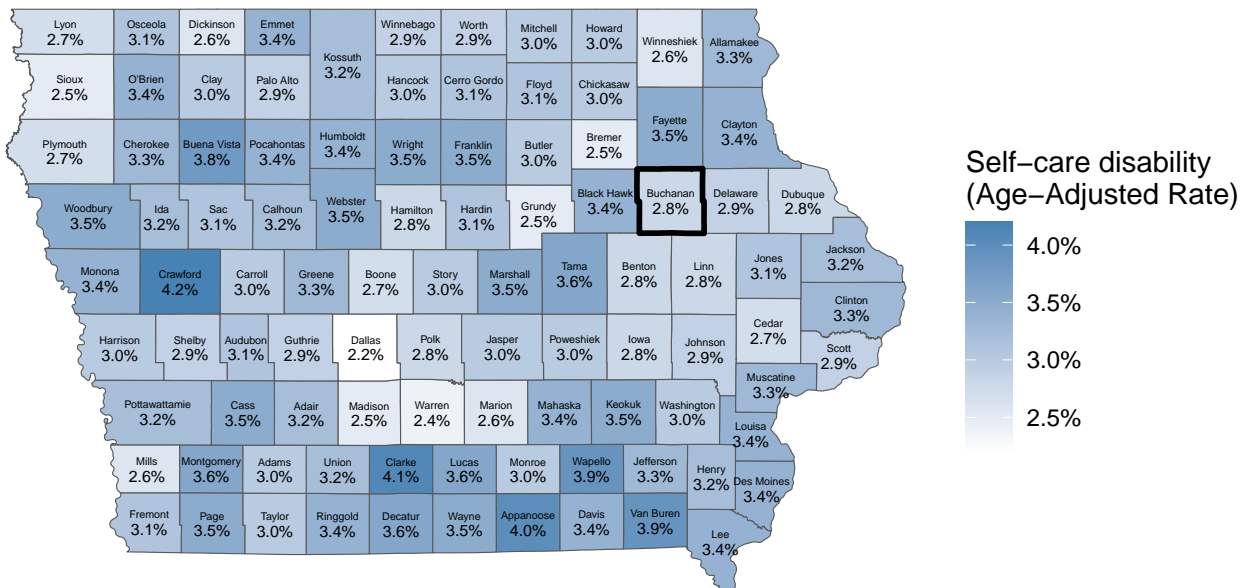 Lyon
2.7%
Osceola
3.1%
Dickinson
2.6%
Emmet
3.4%
Kossuth
3.2%
Winnebago
2.9%
Worth
2.9%
Mitchell
3.0%
Howard
3.0%
Winneshiek
2.6%
Allamakee
3.3%
Sioux
2.5%
O'Brien
3.4%
Clay
3.0%
Palo Alto
2.9%
Hancock
3.0%
Cerro Gordo
3.1%
Floyd
3.1%
Chickasaw
3.0%
Plymouth
2.7%
Cherokee
3.3%
Buena Vista
3.8%
Pocahontas
3.4%
Humboldt
3.4%
Wright
3.5%
Franklin
3.5%
Butler
3.0%
Bremer
2.5%
Fayette
3.5%
Clayton
3.4%
Woodbury
3.5%
Ida
3.2%
Sac
3.1%
Calhoun
3.2%
Webster
3.5%
Hamilton
2.8%
Hardin
3.1%
Grundy
2.5%
Black Hawk
3.4%
Buchanan
2.8%
Delaware
2.9%
Dubuque
2.8%
Monona
3.4%
Crawford
4.2%
Carroll
3.0%
Greene
3.3%
Boone
2.7%
Story
3.0%
Marshall
3.5%
Tama
3.6%
Benton
2.8%
Linn
2.8%
Jones
3.1%
Jackson
3.2%
Clinton
3.3%
Harrison
3.0%
Shelby
2.9%
Audubon
3.1%
Guthrie
2.9%
Dallas
2.2%
Polk
2.8%
Jasper
3.0%
Poweshiek
3.0%
Iowa
2.8%
Johnson
2.9%
Cedar
2.7%
Scott
2.9%
Muscatine
3.3%
Pottawattamie
3.2%
Cass
3.5%
Adair
3.2%
Madison
2.5%
Warren
2.4%
Marion
2.6%
Mahaska
3.4%
Keokuk
3.5%
Washington
3.0%
Louisa
3.4%
Mills
2.6%
Montgomery
3.6%
Adams
3.0%
Union
3.2%
Clarke
4.1%
Lucas
3.6%
Monroe
3.0%
Wapello
3.9%
Jefferson
3.3%
Henry
3.2%
Des Moines
3.4%
Fremont
3.1%
Page
3.5%
Taylor
3.0%
Ringgold
3.4%
Decatur
3.6%
Wayne
3.5%
Appanoose
4.0%
Davis
3.4%
Van Buren
3.9%
Lee
3.4%
Self−care disability
(Age−Adjusted Rate)
4.0%
3.5%
3.0%
2.5%